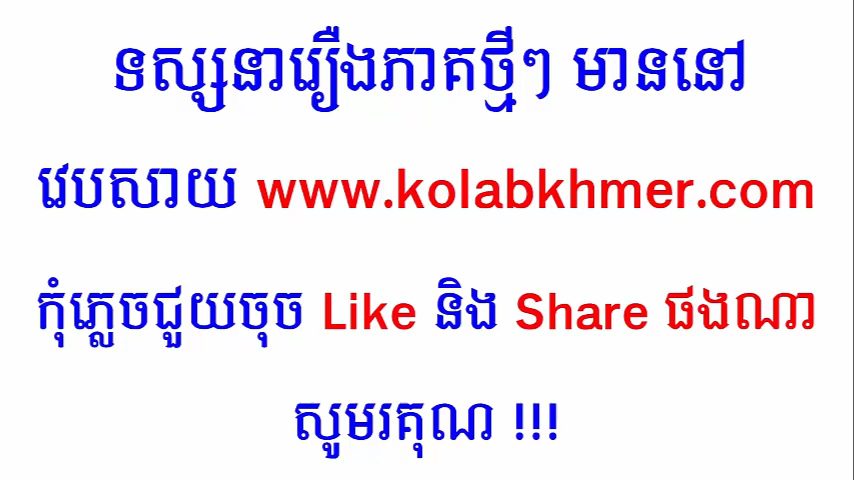 ទស្សនារឿងភាគថ្មីៗ មាននៅ
វេបសាយ www.kolabkhmer.com
កុំភ្លេចជួយចុច Like និង Share ផងណា
សូមរគុណ !!!